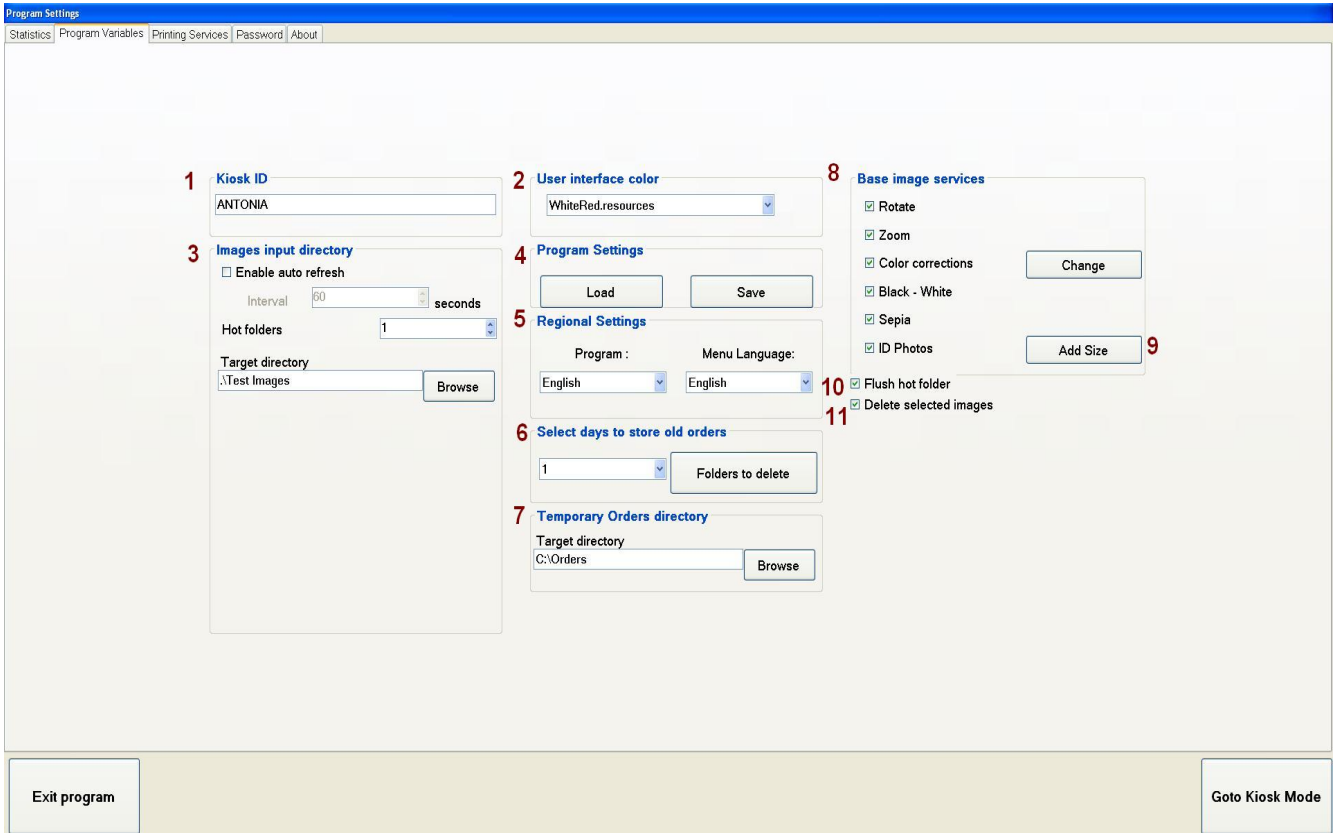 Program Settings
Statistics Program Variables Printing Services Password About
1 Kiosk ID
ANTONIA
3 Images input directory
Enable auto refresh
Interval 60 seconds
Hot folders 1
Target directory
.\Test Images Browse
2 User interface color
WhiteRed.resources
4 Program Settings
Load Save
5 Regional Settings
Program : Menu Language:
English English
6 Select days to store old orders
1 Folders to delete
7 Temporary Orders directory
Target directory
C:\Orders Browse
8 Base image services
Rotate
Zoom
Color corrections Change
Black - White
Sepia
ID Photos Add Size 9
10 Flush hot folder
11 Delete selected images
Exit program Goto Kiosk Mode